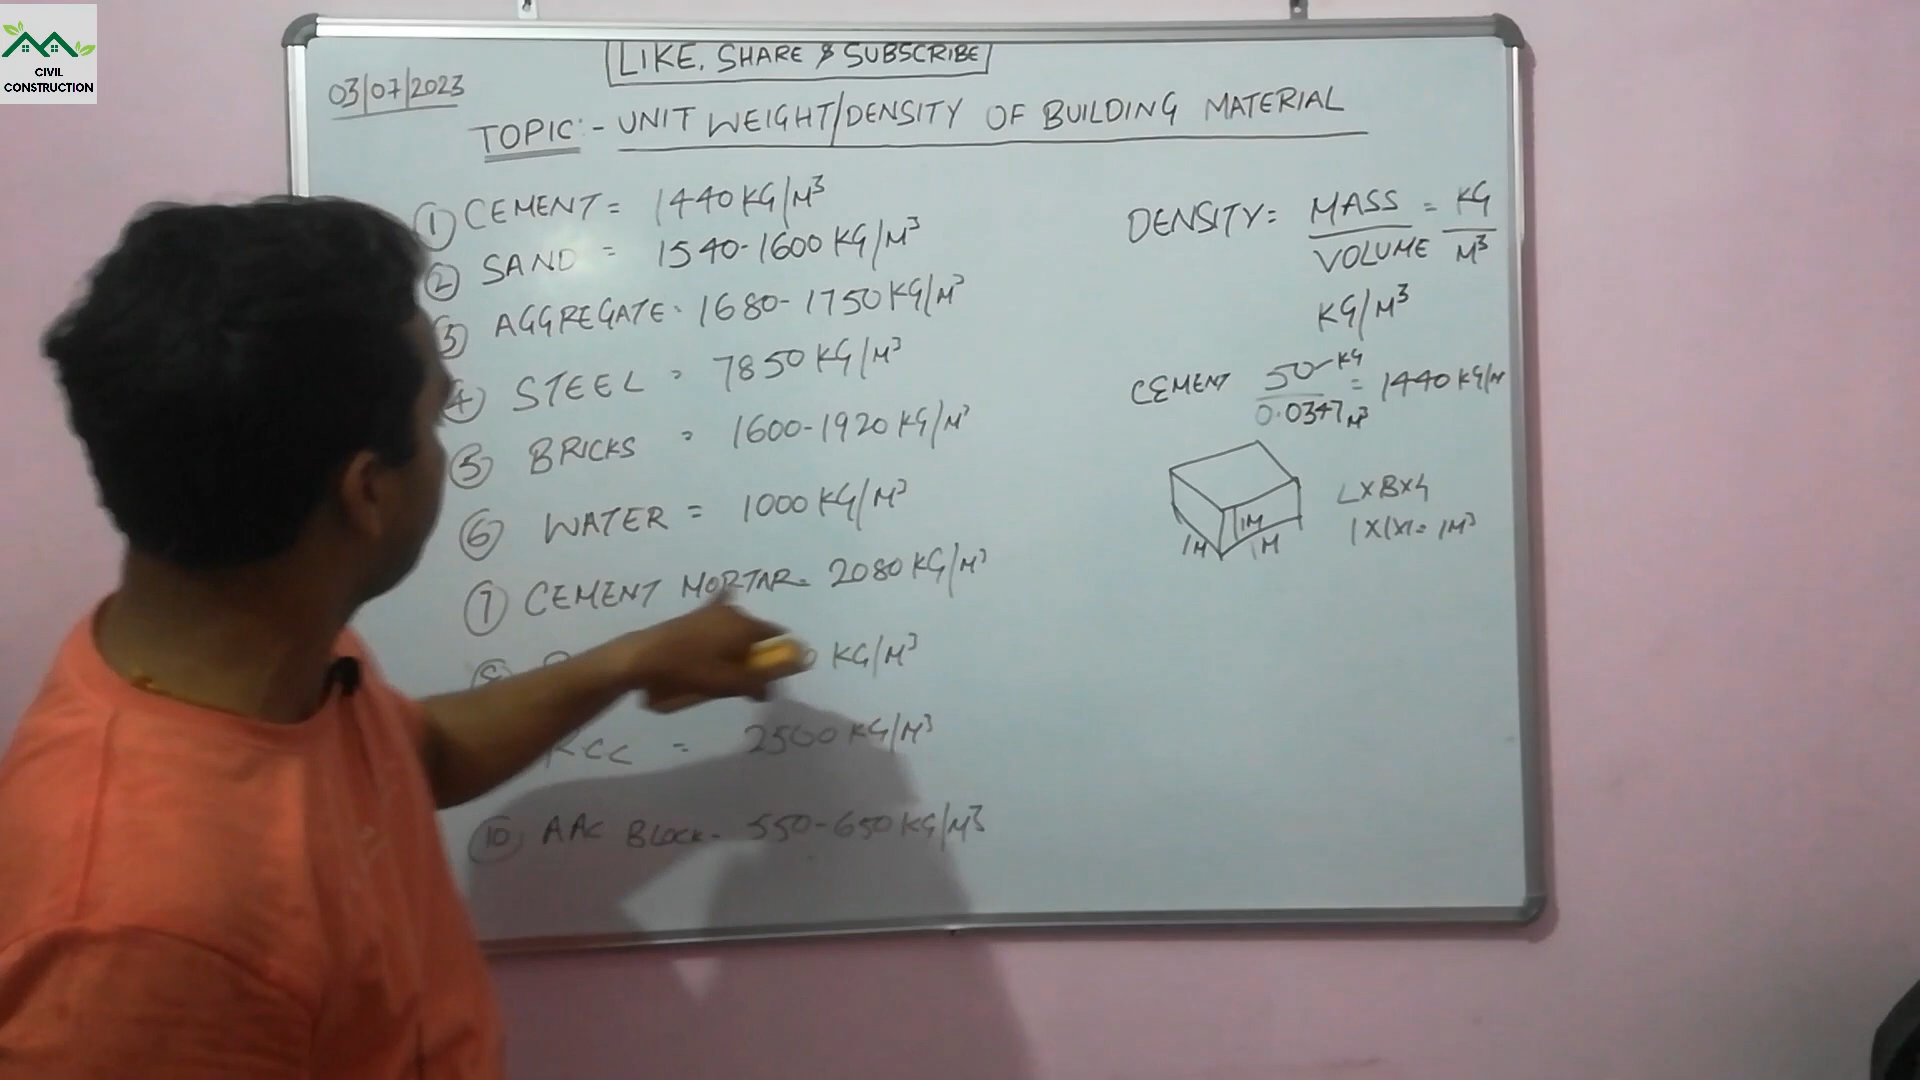 CIVIL
CONSTRUCTION
LIKE, SHARE & SUBSCRIBE
03/07/2023
TOPIC:- UNIT WEIGHT/DENSITY OF BUILDING MATERIAL
1 CEMENT = 1440 KG/M³
2 SAND = 1540-1600 KG/M³
3 AGGREGATE = 1680-1750 KG/M³
4 STEEL = 7850 KG/M³
5 BRICKS = 1600-1920 KG/M³
6 WATER = 1000 KG/M³
7 CEMENT MORTAR = 2080 KG/M³
8 KG/M³
RCC = 2500 KG/M³
10 AAC BLOCK - 550-650 KG/M³
DENSITY = MASS/VOLUME = KG/M³
KG/M³
CEMENT 50 KG/0.0347 M³ = 1440 KG/M
1M 1M 1M
LXBXH
1X1X1 = 1M³